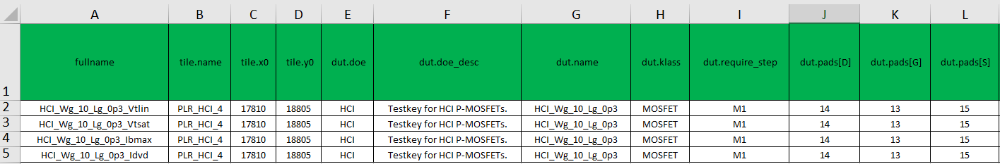 A B C D E F G H I J K L
1 fullname tile.name tile.x0 tile.y0 dut.doe dut.doe_desc dut.name dut.klass dut.require_step dut.pads[D] dut.pads[G] dut.pads[S]
2 HCI_Wg_10_Lg_0p3_Vtlin PLR_HCI_4 17810 18805 HCI Testkey for HCI P-MOSFETs. HCI_Wg_10_Lg_0p3 MOSFET M1 14 13 15
3 HCI_Wg_10_Lg_0p3_Vtsat PLR_HCI_4 17810 18805 HCI Testkey for HCI P-MOSFETs. HCI_Wg_10_Lg_0p3 MOSFET M1 14 13 15
4 HCI_Wg_10_Lg_0p3_Ibmax PLR_HCI_4 17810 18805 HCI Testkey for HCI P-MOSFETs. HCI_Wg_10_Lg_0p3 MOSFET M1 14 13 15
5 HCI_Wg_10_Lg_0p3_Idvd PLR_HCI_4 17810 18805 HCI Testkey for HCI P-MOSFETs. HCI_Wg_10_Lg_0p3 MOSFET M1 14 13 15